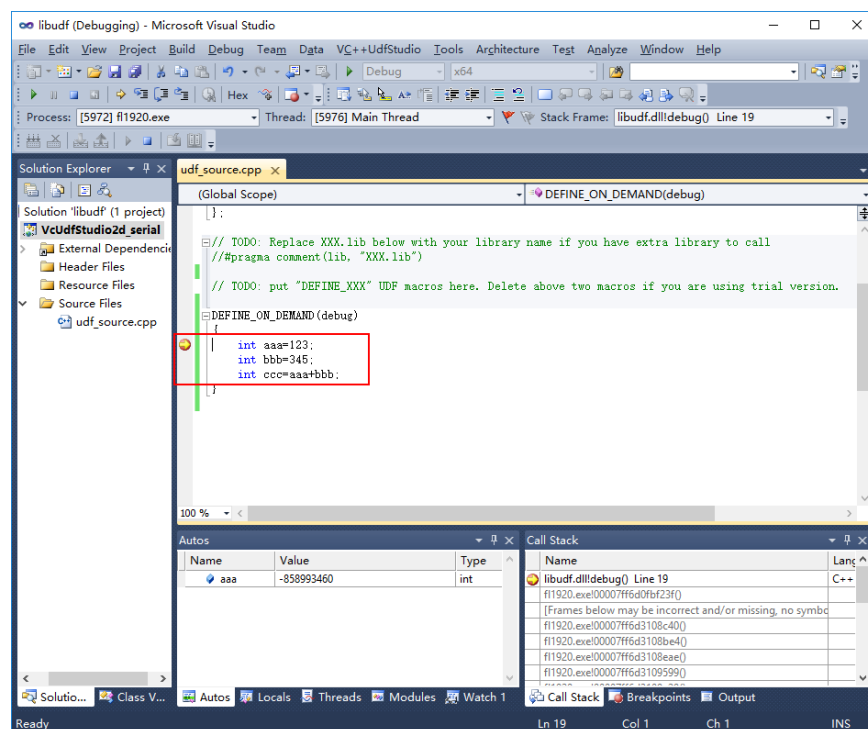 libudf (Debugging) - Microsoft Visual Studio
File Edit View Project Build Debug Team Data VC++UdfStudio Tools Architecture Test Analyze Window Help
Debug x64
Hex
Process: [5972] fl1920.exe Thread: [5976] Main Thread Stack Frame: libudf.dll!debug() Line 19
Solution Explorer
udf_source.cpp
(Global Scope) DEFINE_ON_DEMAND(debug)
Solution 'libudf' (1 project)
VcUdfStudio2d_serial
External Dependencie
Header Files
Resource Files
Source Files
udf_source.cpp
};
// TODO: Replace XXX.lib below with your library name if you have extra library to call
//#pragma comment(lib, "XXX.lib")
// TODO: put "DEFINE_XXX" UDF macros here. Delete above two macros if you are using trial version.
DEFINE_ON_DEMAND(debug)
{
int aaa=123;
int bbb=345;
int ccc=aaa+bbb;
}
100 %
Autos
Name Value Type
aaa -858993460 int
Call Stack
Name Lang
libudf.dll!debug() Line 19 C++
fl1920.exe!00007ff6d0fbf23f()
[Frames below may be incorrect and/or missing, no symbo
fl1920.exe!00007ff6d3108c40()
fl1920.exe!00007ff6d3108be4()
fl1920.exe!00007ff6d3108eae()
fl1920.exe!00007ff6d3109599()
Solutio... Class V... Autos Locals Threads Modules Watch 1 Call Stack Breakpoints Output
Ready Ln 19 Col 1 Ch 1 INS